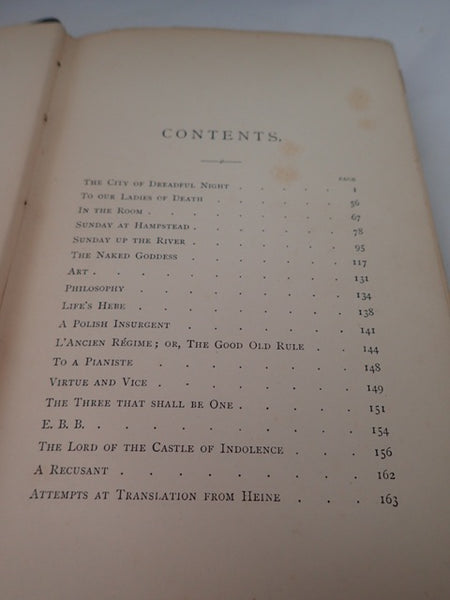 CONTENTS.
PAGE
THE CITY OF DREADFUL NIGHT . . . . . 1
TO OUR LADIES OF DEATH . . . . . . 56
IN THE ROOM . . . . . . . . 67
SUNDAY AT HAMPSTEAD . . . . . . 78
SUNDAY UP THE RIVER . . . . . . 95
THE NAKED GODDESS . . . . . . 117
ART . . . . . . . . . 131
PHILOSOPHY . . . . . . . . 134
LIFE'S HEBE . . . . . . . . 138
A POLISH INSURGENT . . . . . . 141
L'ANCIEN RÉGIME; OR, THE GOOD OLD RULE . . . 144
TO A PIANISTE . . . . . . . 148
VIRTUE AND VICE . . . . . . . 149
THE THREE THAT SHALL BE ONE . . . . . 151
E. B. B. . . . . . . . . 154
THE LORD OF THE CASTLE OF INDOLENCE . . . 156
A RECUSANT . . . . . . . . 162
ATTEMPTS AT TRANSLATION FROM HEINE . . . 163